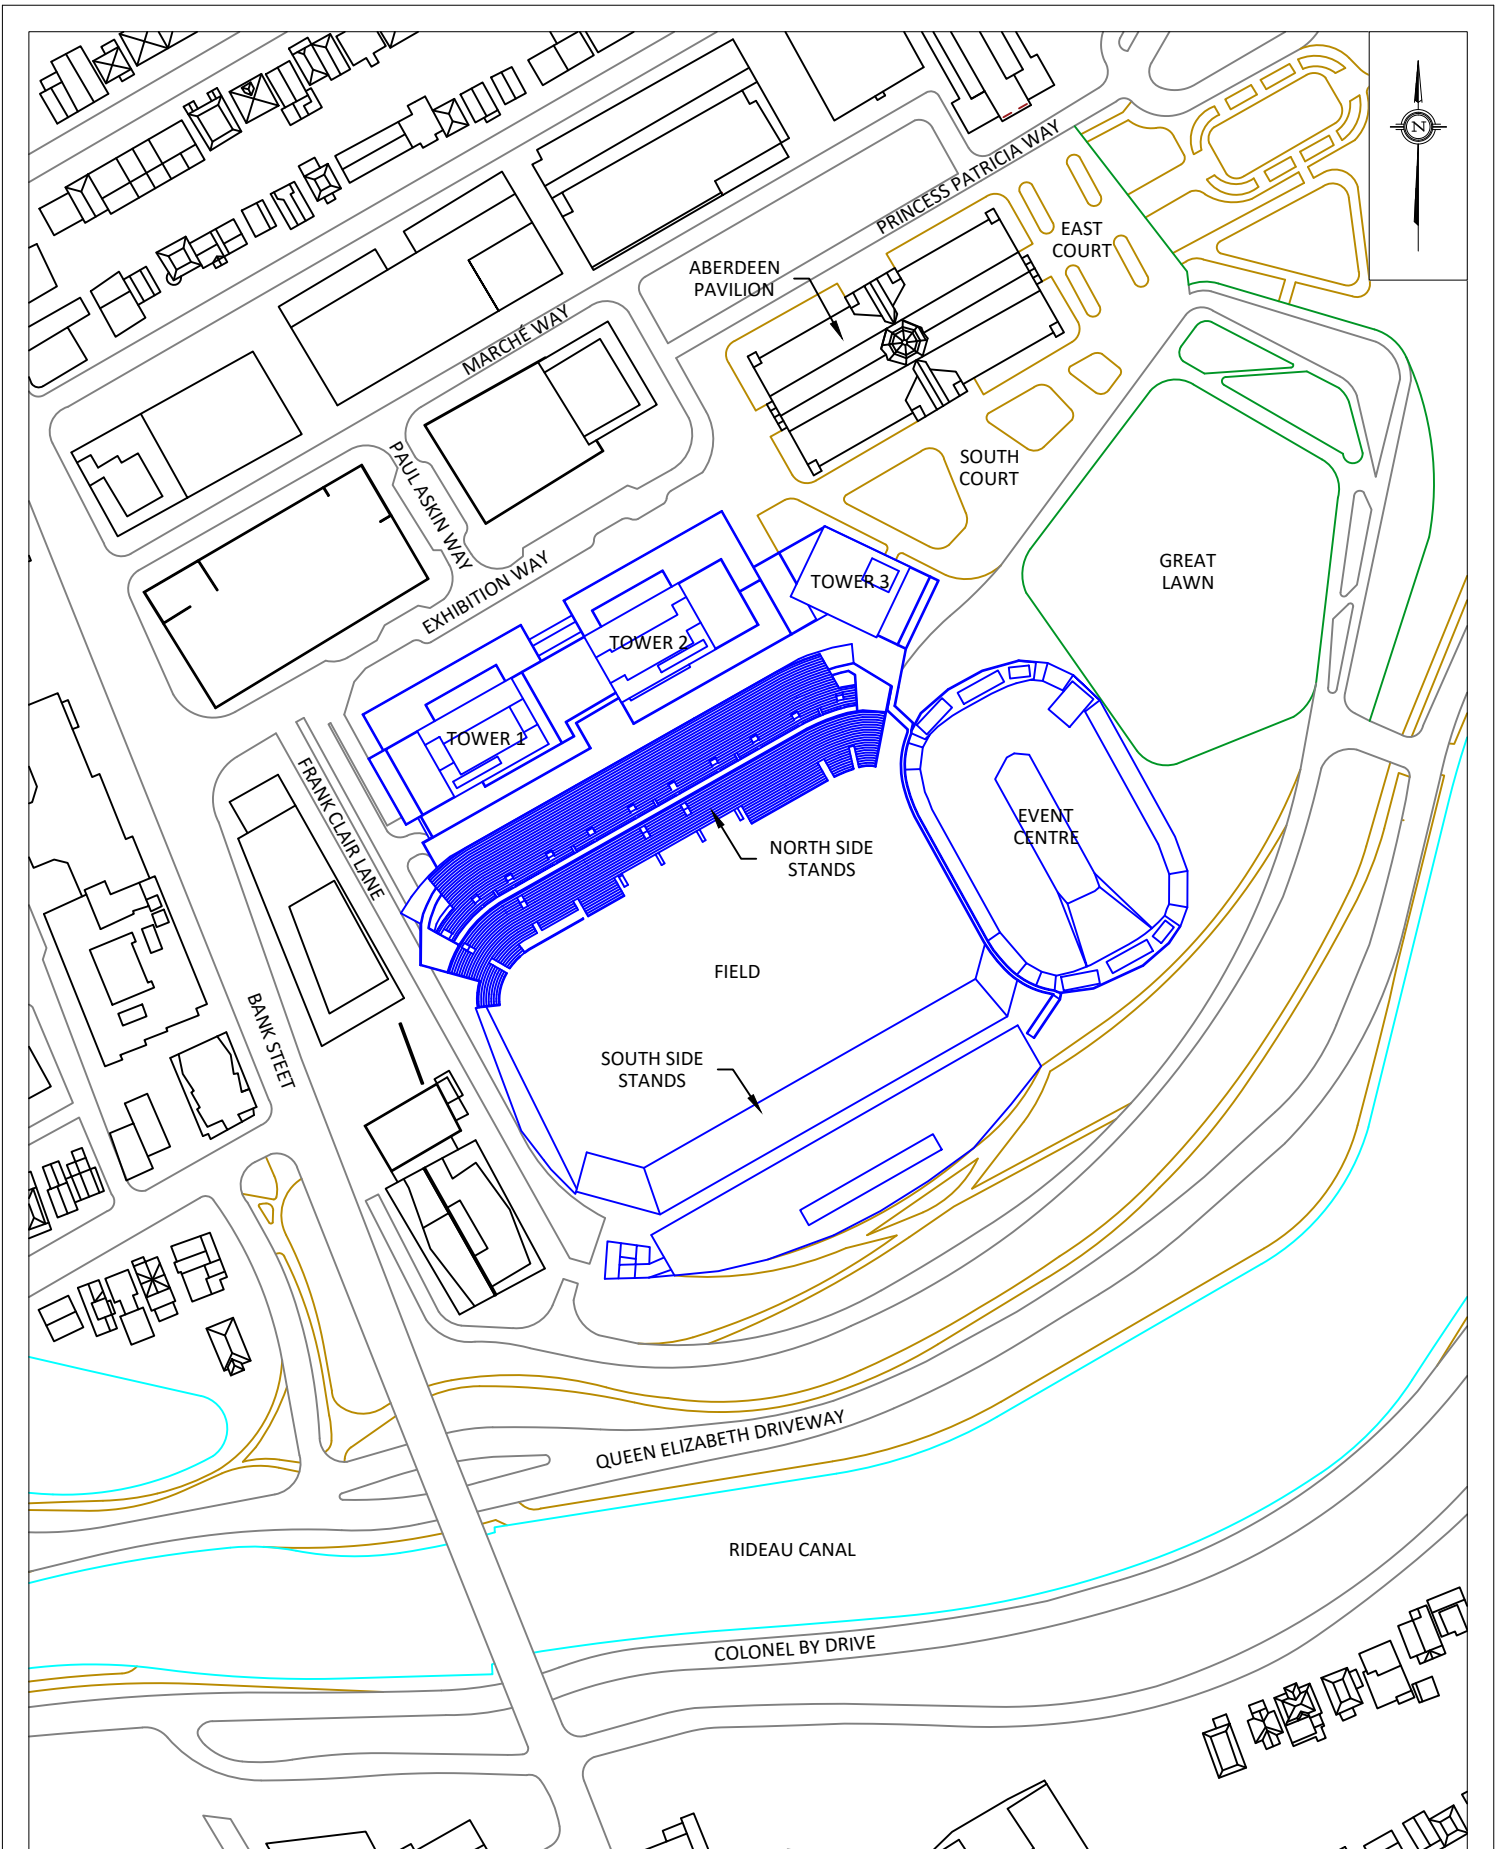 N
PRINCESS PATRICIA WAY
EAST
COURT
ABERDEEN
PAVILION
MARCHÉ WAY
SOUTH
COURT
PAUL ASKIN WAY
EXHIBITION WAY
GREAT
LAWN
TOWER 3
TOWER 2
TOWER 1
FRANK CLAIR LANE
EVENT
CENTRE
NORTH SIDE
STANDS
FIELD
BANK STEET
SOUTH SIDE
STANDS
QUEEN ELIZABETH DRIVEWAY
RIDEAU CANAL
COLONEL BY DRIVE